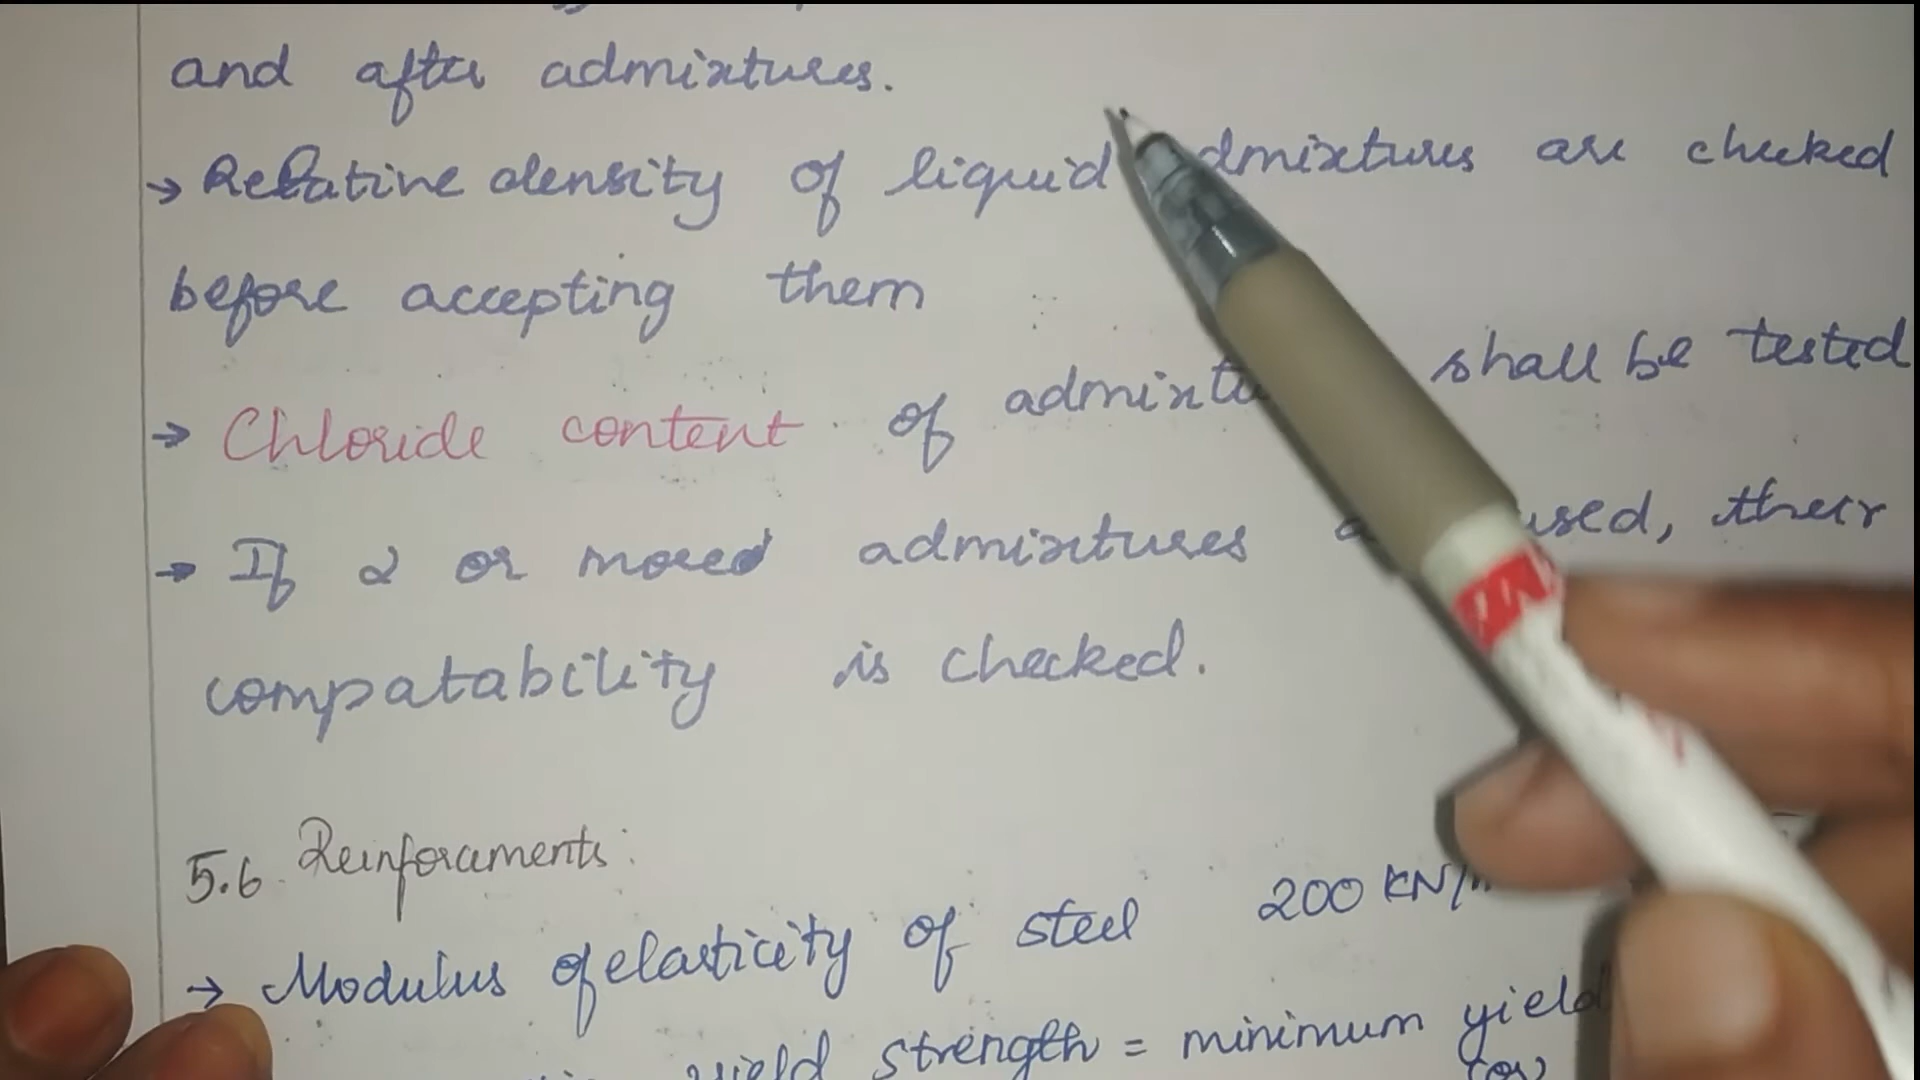 and after admixtures.
→ Relative density of liquid admixtures are checked
before accepting them
→ Chloride content of admixtu shall be tested
→ If 2 or more admixtures a used, their
compatability is checked.
5.6 Reinforcements:
→ Modulus of elasticity of steel 200 KN/
yield strength = minimum yield
(or)